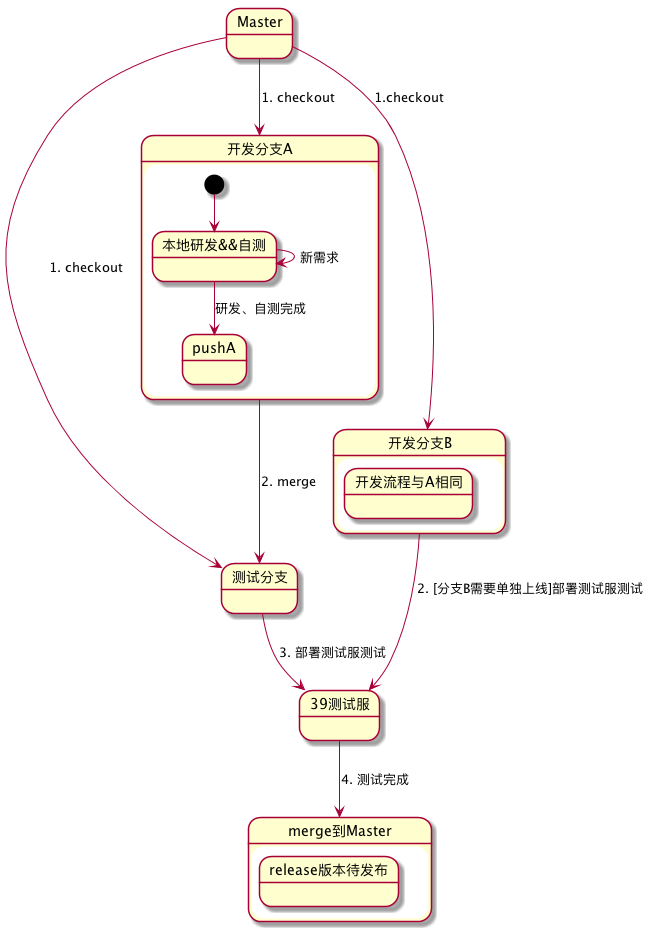 Master
1. checkout
1.checkout
开发分支A
本地研发&&自测
新需求
1. checkout
研发、自测完成
pushA
开发分支B
2. merge
开发流程与A相同
测试分支
2. [分支B需要单独上线]部署测试服测试
3. 部署测试服测试
39测试服
4. 测试完成
merge到Master
release版本待发布